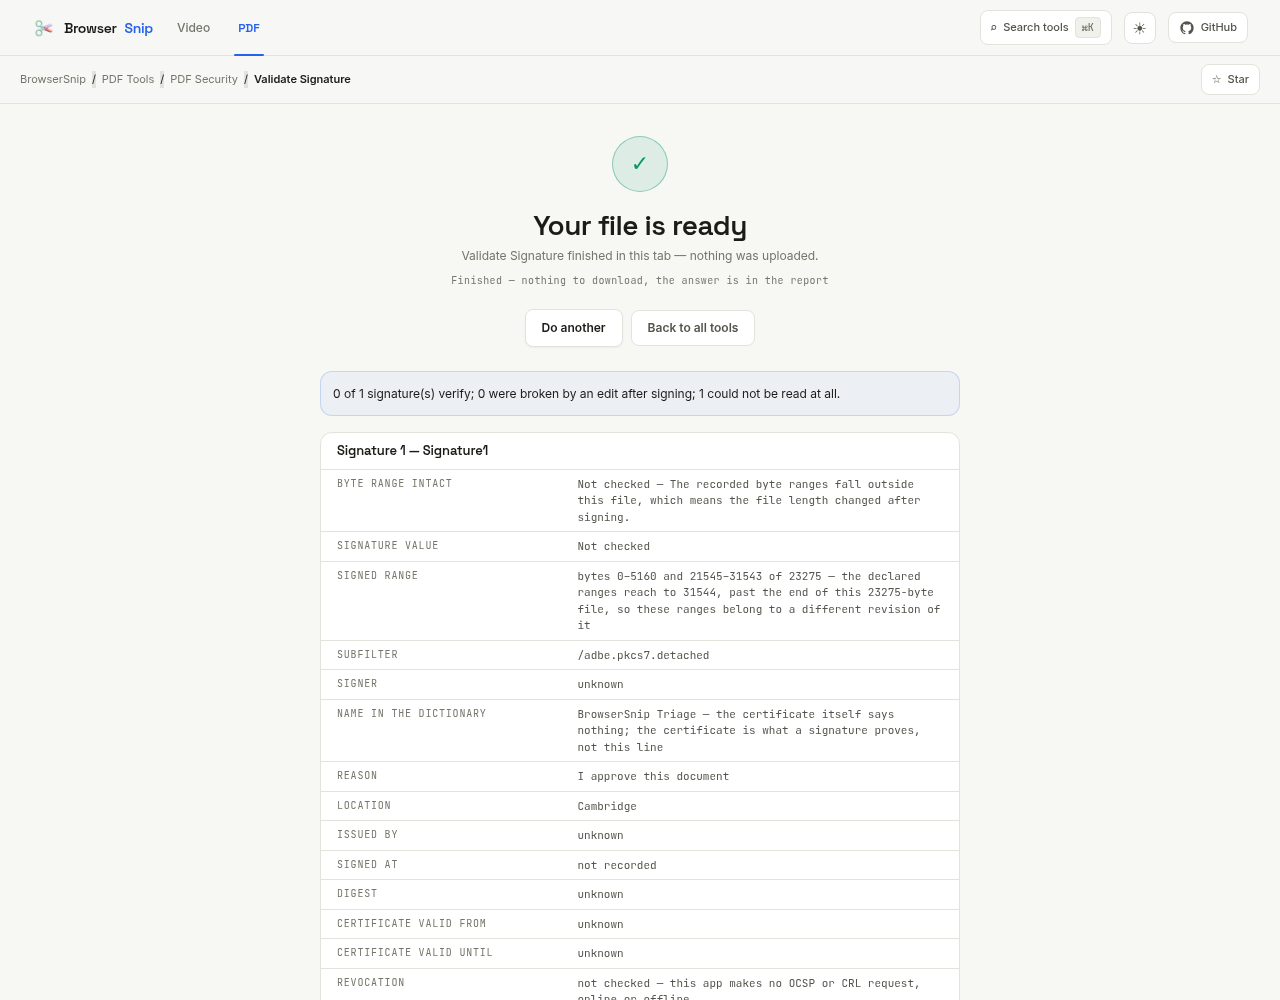 Browser Snip
Video
PDF
Search tools ⌘K
GitHub
BrowserSnip / PDF Tools / PDF Security / Validate Signature
☆ Star
✓
Your file is ready
Validate Signature finished in this tab — nothing was uploaded.
Finished — nothing to download, the answer is in the report
Do another
Back to all tools
0 of 1 signature(s) verify; 0 were broken by an edit after signing; 1 could not be read at all.
Signature 1 — Signature1
BYTE RANGE INTACT
Not checked — The recorded byte ranges fall outside
this file, which means the file length changed after
signing.
SIGNATURE VALUE
Not checked
SIGNED RANGE
bytes 0–5160 and 21545–31543 of 23275 — the declared
ranges reach to 31544, past the end of this 23275-byte
file, so these ranges belong to a different revision of
it
SUBFILTER
/adbe.pkcs7.detached
SIGNER
unknown
NAME IN THE DICTIONARY
BrowserSnip Triage — the certificate itself says
nothing; the certificate is what a signature proves,
not this line
REASON
I approve this document
LOCATION
Cambridge
ISSUED BY
unknown
SIGNED AT
not recorded
DIGEST
unknown
CERTIFICATE VALID FROM
unknown
CERTIFICATE VALID UNTIL
unknown
REVOCATION
not checked — this app makes no OCSP or CRL request,
online or offline